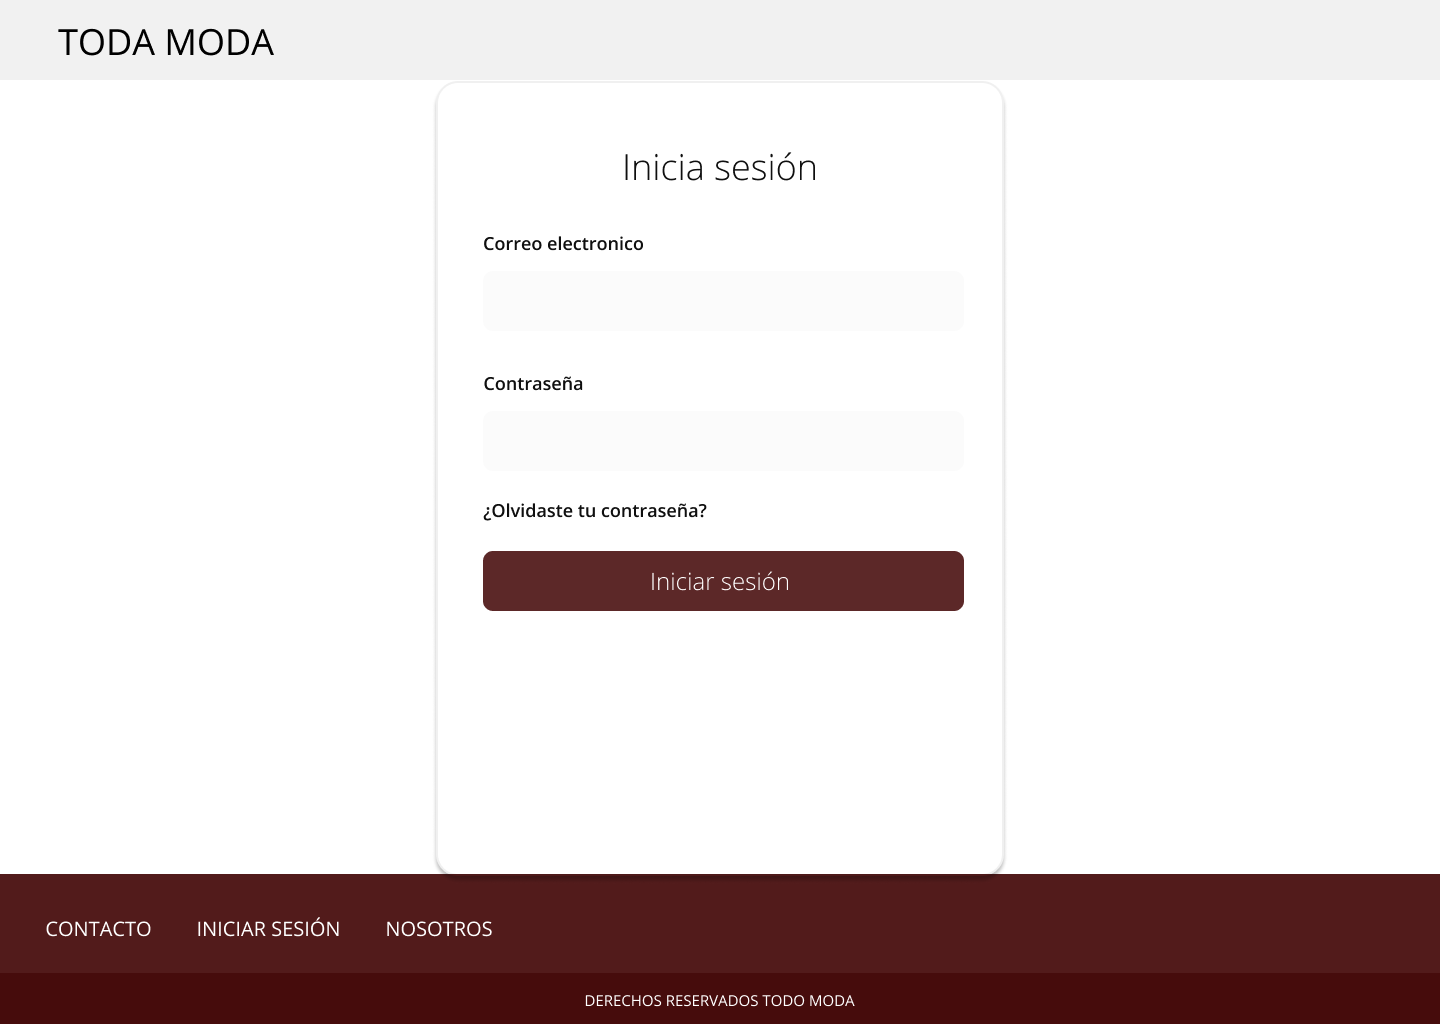 TODA MODA
Inicia sesión
Correo electronico
Contraseña
¿Olvidaste tu contraseña?
Iniciar sesión
CONTACTO INICIAR SESIÓN NOSOTROS
DERECHOS RESERVADOS TODO MODA